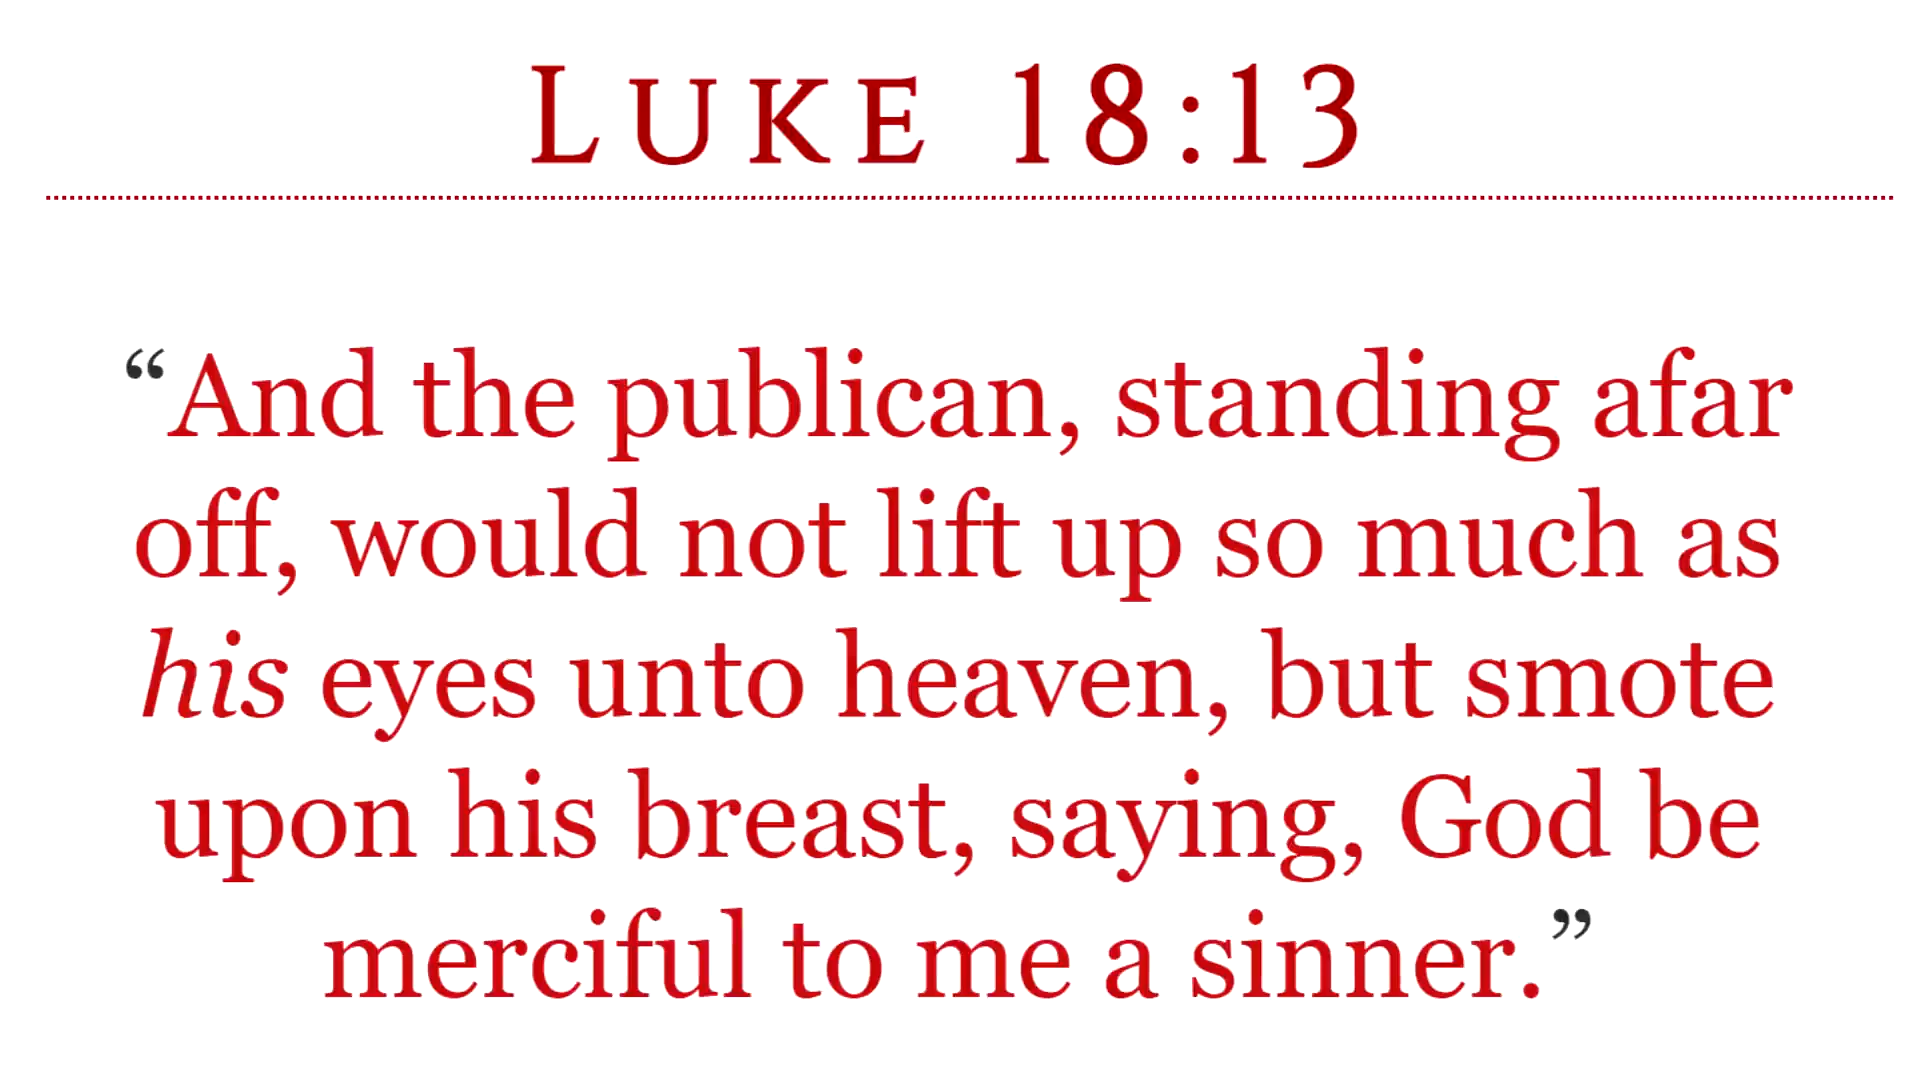 LUKE 18:13
“And the publican, standing afar
off, would not lift up so much as
his eyes unto heaven, but smote
upon his breast, saying, God be
merciful to me a sinner.”